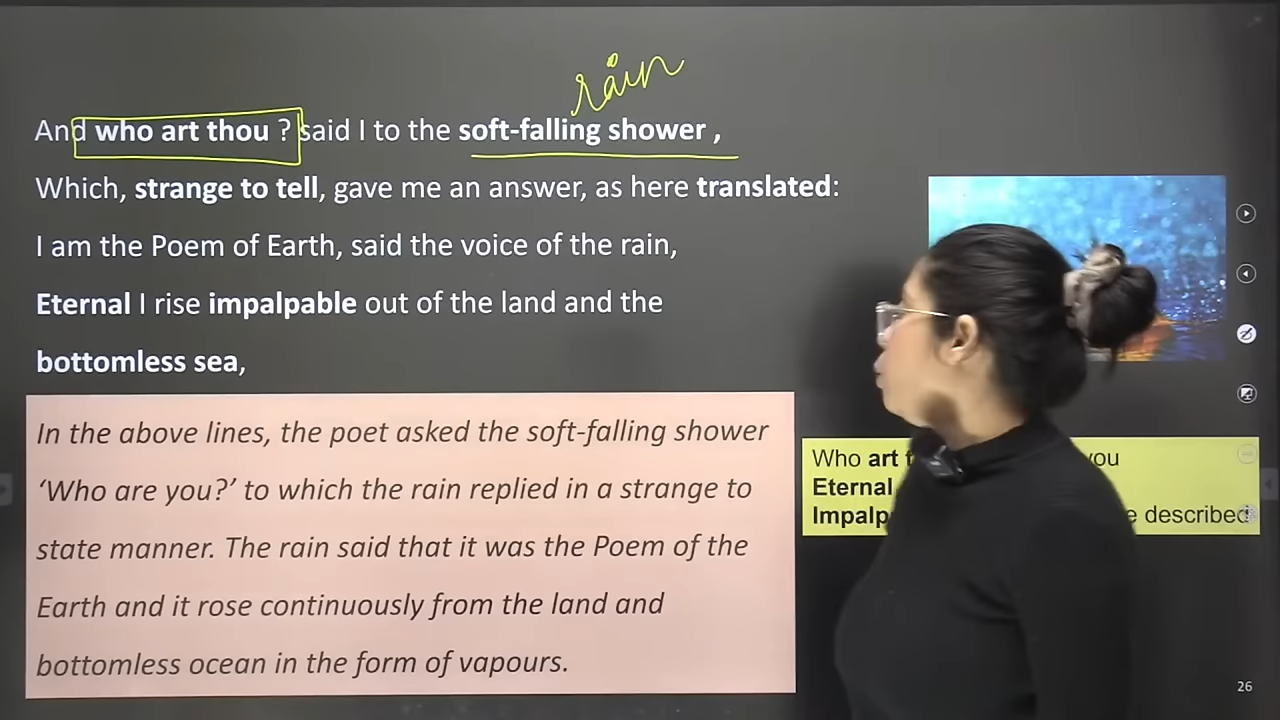 rain
And who art thou ? said I to the soft-falling shower ,
Which, strange to tell, gave me an answer, as here translated:
I am the Poem of Earth, said the voice of the rain,
Eternal I rise impalpable out of the land and the
bottomless sea,
In the above lines, the poet asked the soft-falling shower
‘Who are you?’ to which the rain replied in a strange to
state manner. The rain said that it was the Poem of the
Earth and it rose continuously from the land and
bottomless ocean in the form of vapours.
Who art you
Eternal
described
26